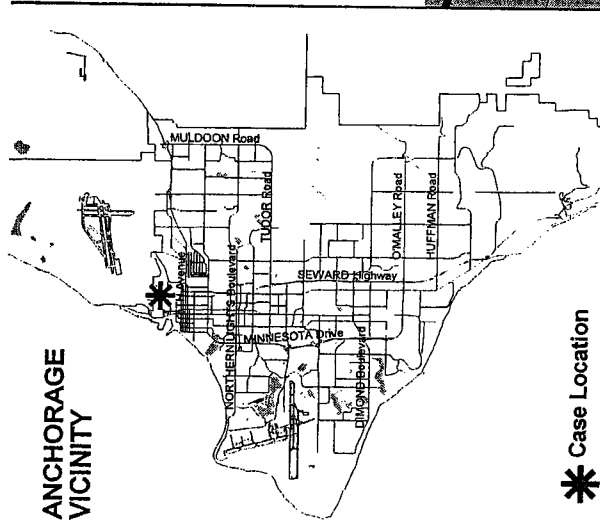 ANCHORAGE
VICINITY
MULDOON Road
TUDOR Road
O'MALLEY Road
HUFFMAN Road
NORTHERN LIGHTS Boulevard
SEWARD Highway
MINNESOTA Drive
DIMOND Boulevard
Case Location